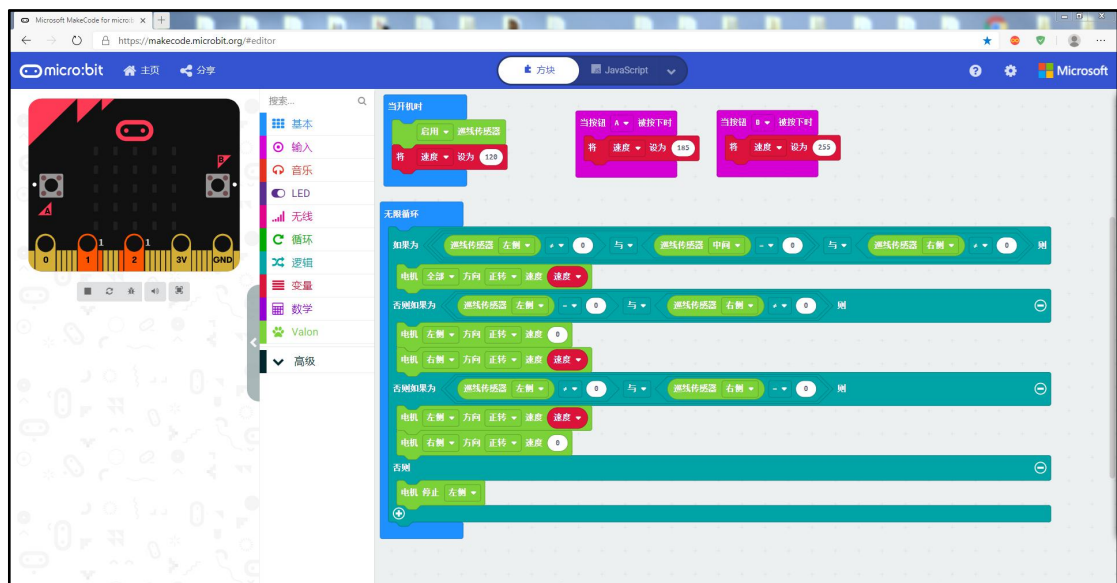 Microsoft MakeCode for micro:b
https://makecode.microbit.org/#editor
micro:bit 主页 分享 方块 JavaScript Microsoft
搜索...
基本
输入
音乐
LED
无线
循环
逻辑
变量
数学
Valon
高级
B
A
1 1
0 1 2 3V GND
当开机时
启用 巡线传感器
将 速度 设为 120
当按钮 A 被按下时
将 速度 设为 185
当按钮 B 被按下时
将 速度 设为 255
无限循环
如果为 巡线传感器 左侧 ≠ 0 与 巡线传感器 中间 = 0 与 巡线传感器 右侧 ≠ 0 则
电机 全部 方向 正转 速度 速度
否则如果为 巡线传感器 左侧 = 0 与 巡线传感器 右侧 ≠ 0 则
电机 左侧 方向 正转 速度 0
电机 右侧 方向 正转 速度 速度
否则如果为 巡线传感器 左侧 ≠ 0 与 巡线传感器 右侧 = 0 则
电机 左侧 方向 正转 速度 速度
电机 右侧 方向 正转 速度 0
否则
电机 停止 左侧